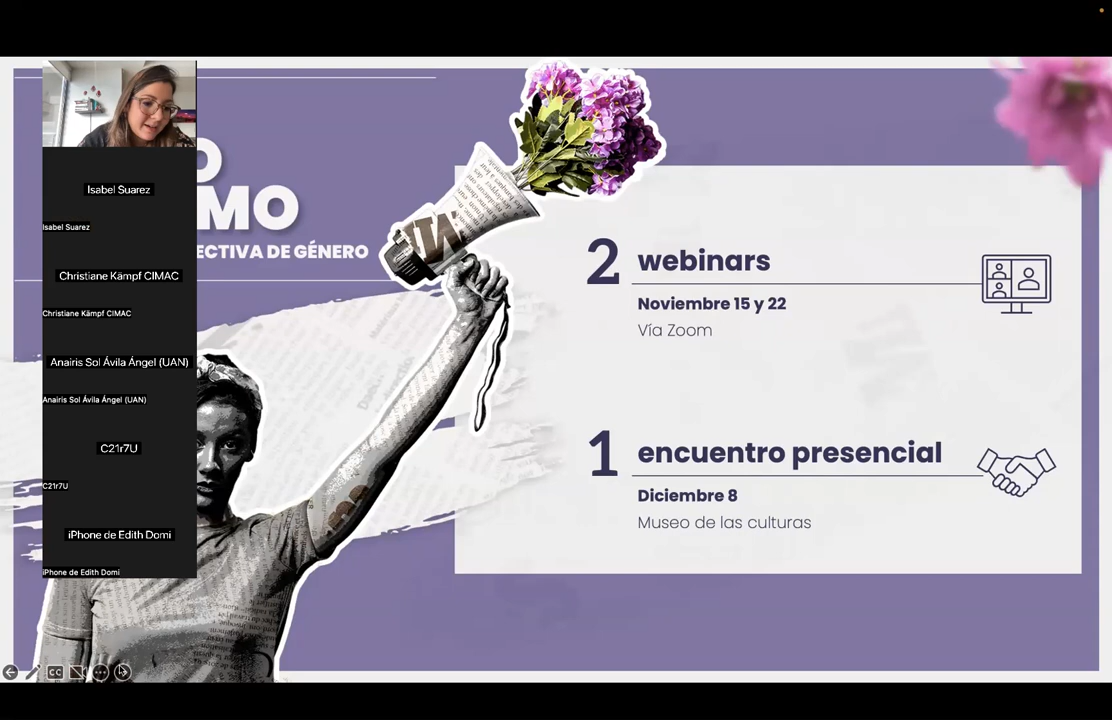 O
MO
ECTIVA DE GÉNERO
Isabel Suarez
Isabel Suarez
Christiane Kämpf CIMAC
Christiane Kämpf CIMAC
Anairis Sol Ávila Ángel (UAN)
Anairis Sol Ávila Ángel (UAN)
C21r7U
C21r7U
iPhone de Edith Domi
iPhone de Edith Domi
2 webinars
Noviembre 15 y 22
Vía Zoom
1 encuentro presencial
Diciembre 8
Museo de las culturas
CC